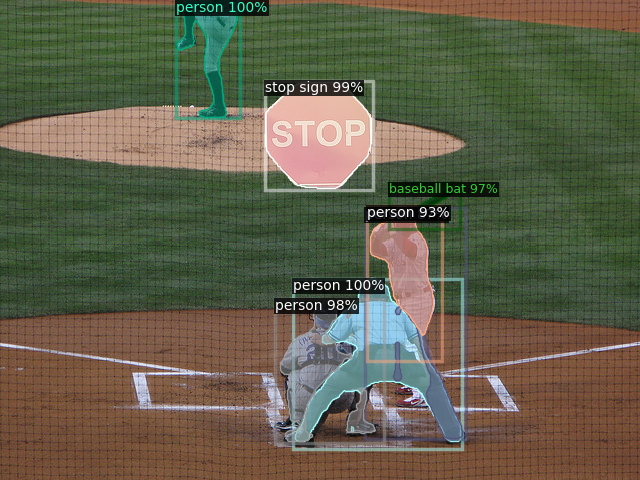 person 100%
stop sign 99%
STOP
baseball bat 97%
person 93%
person 100%
person 98%